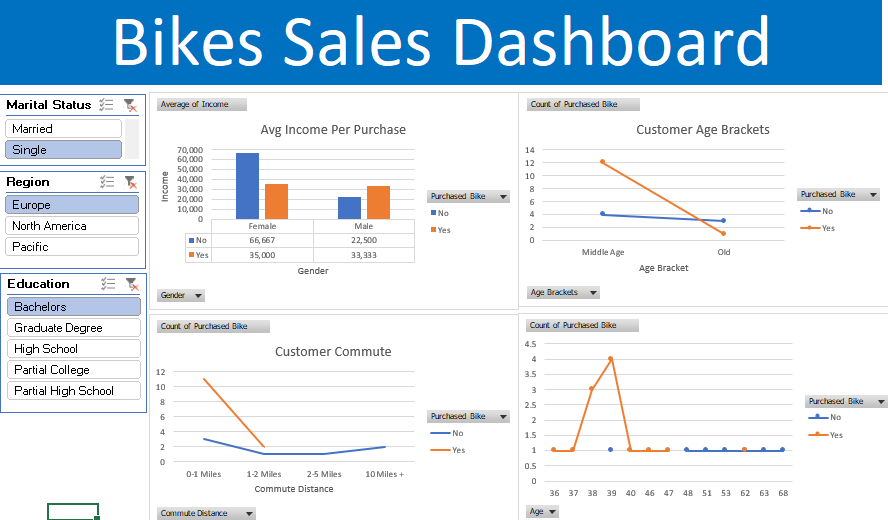 Bikes Sales Dashboard
Marital Status
Married
Single
Region
Europe
North America
Pacific
Education
Bachelors
Graduate Degree
High School
Partial College
Partial High School
Average of Income
Avg Income Per Purchase
Income
70,000
60,000
50,000
40,000
30,000
20,000
10,000
0
Female Male
No 66,667 22,500
Yes 35,000 33,333
Gender
Purchased Bike
No
Yes
Gender
Count of Purchased Bike
Customer Age Brackets
14
12
10
8
6
4
2
0
Middle Age Old
Age Bracket
Purchased Bike
No
Yes
Age Brackets
Count of Purchased Bike
Customer Commute
12
10
8
6
4
2
0
0-1 Miles 1-2 Miles 2-5 Miles 10 Miles +
Commute Distance
Purchased Bike
No
Yes
Commute Distance
Count of Purchased Bike
4.5
4
3.5
3
2.5
2
1.5
1
0.5
0
36 37 38 39 40 46 47 48 51 53 62 63 68
Purchased Bike
No
Yes
Age